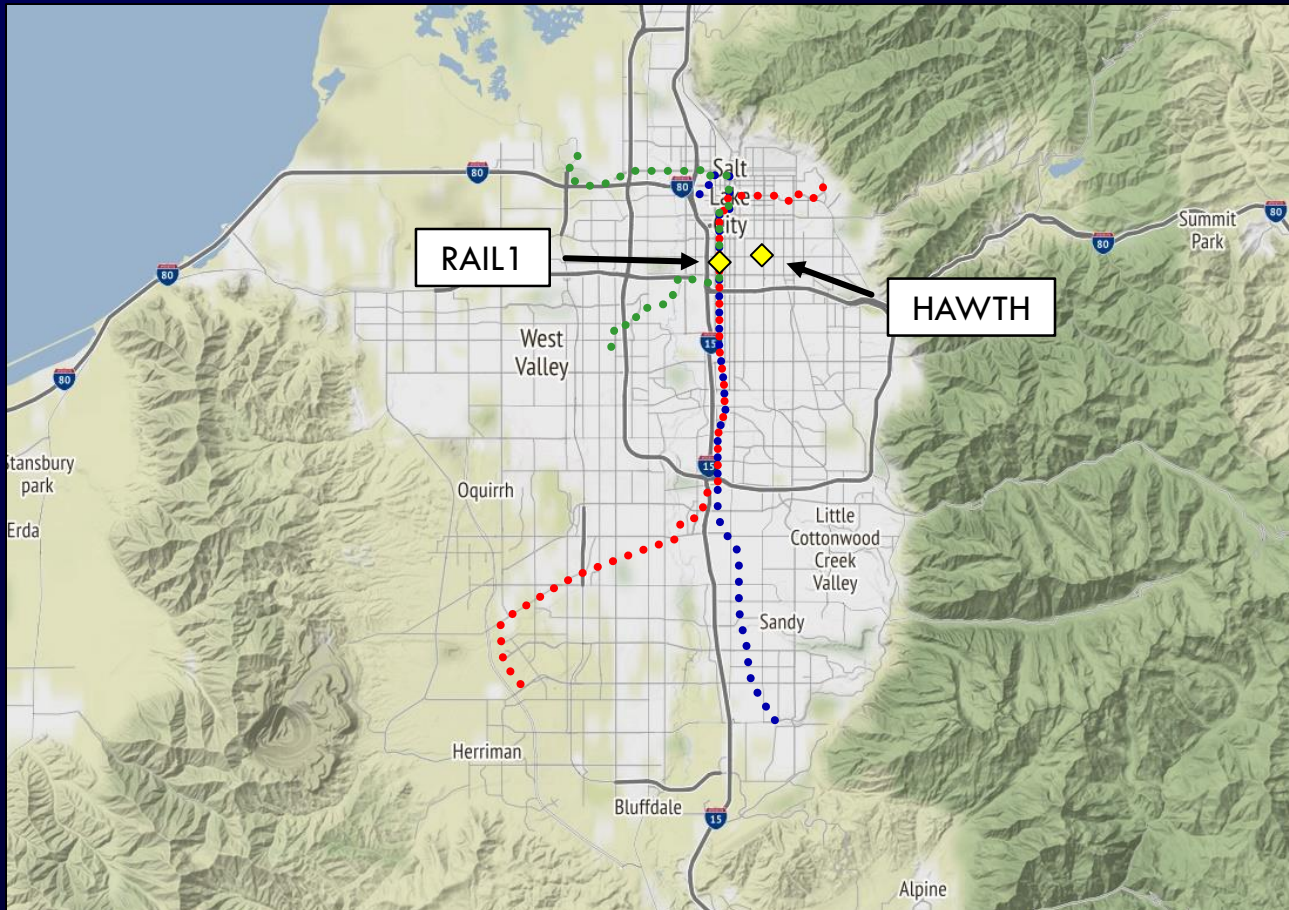 80
Salt
80
Lake
City
Summit
Park
80
80
RAIL1
80
HAWTH
West
Valley
15
80
Stansbury
park
15
Oquirrh
Erda
Little
Cottonwood
Creek
Valley
Sandy
Herriman
Bluffdale
15
Alpine